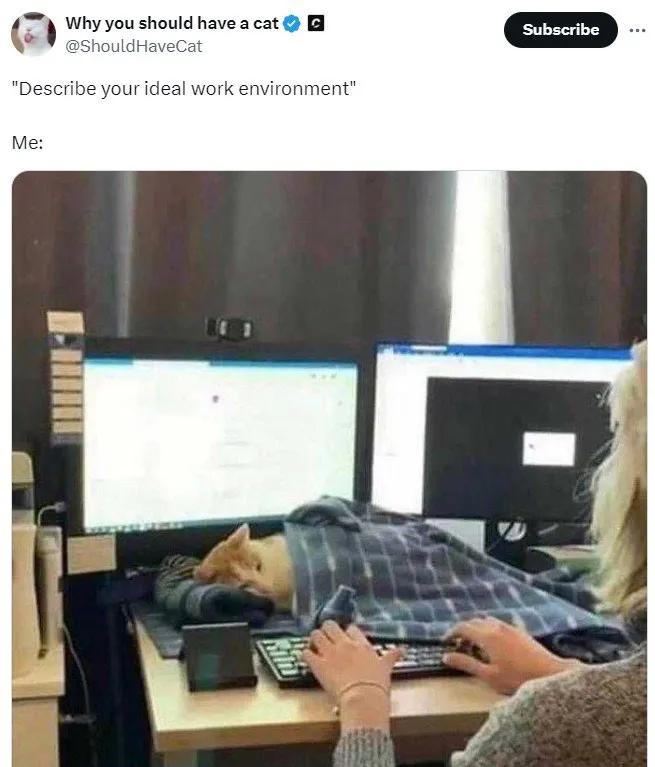 Why you should have a cat
@ShouldHaveCat
Subscribe
"Describe your ideal work environment"
Me: